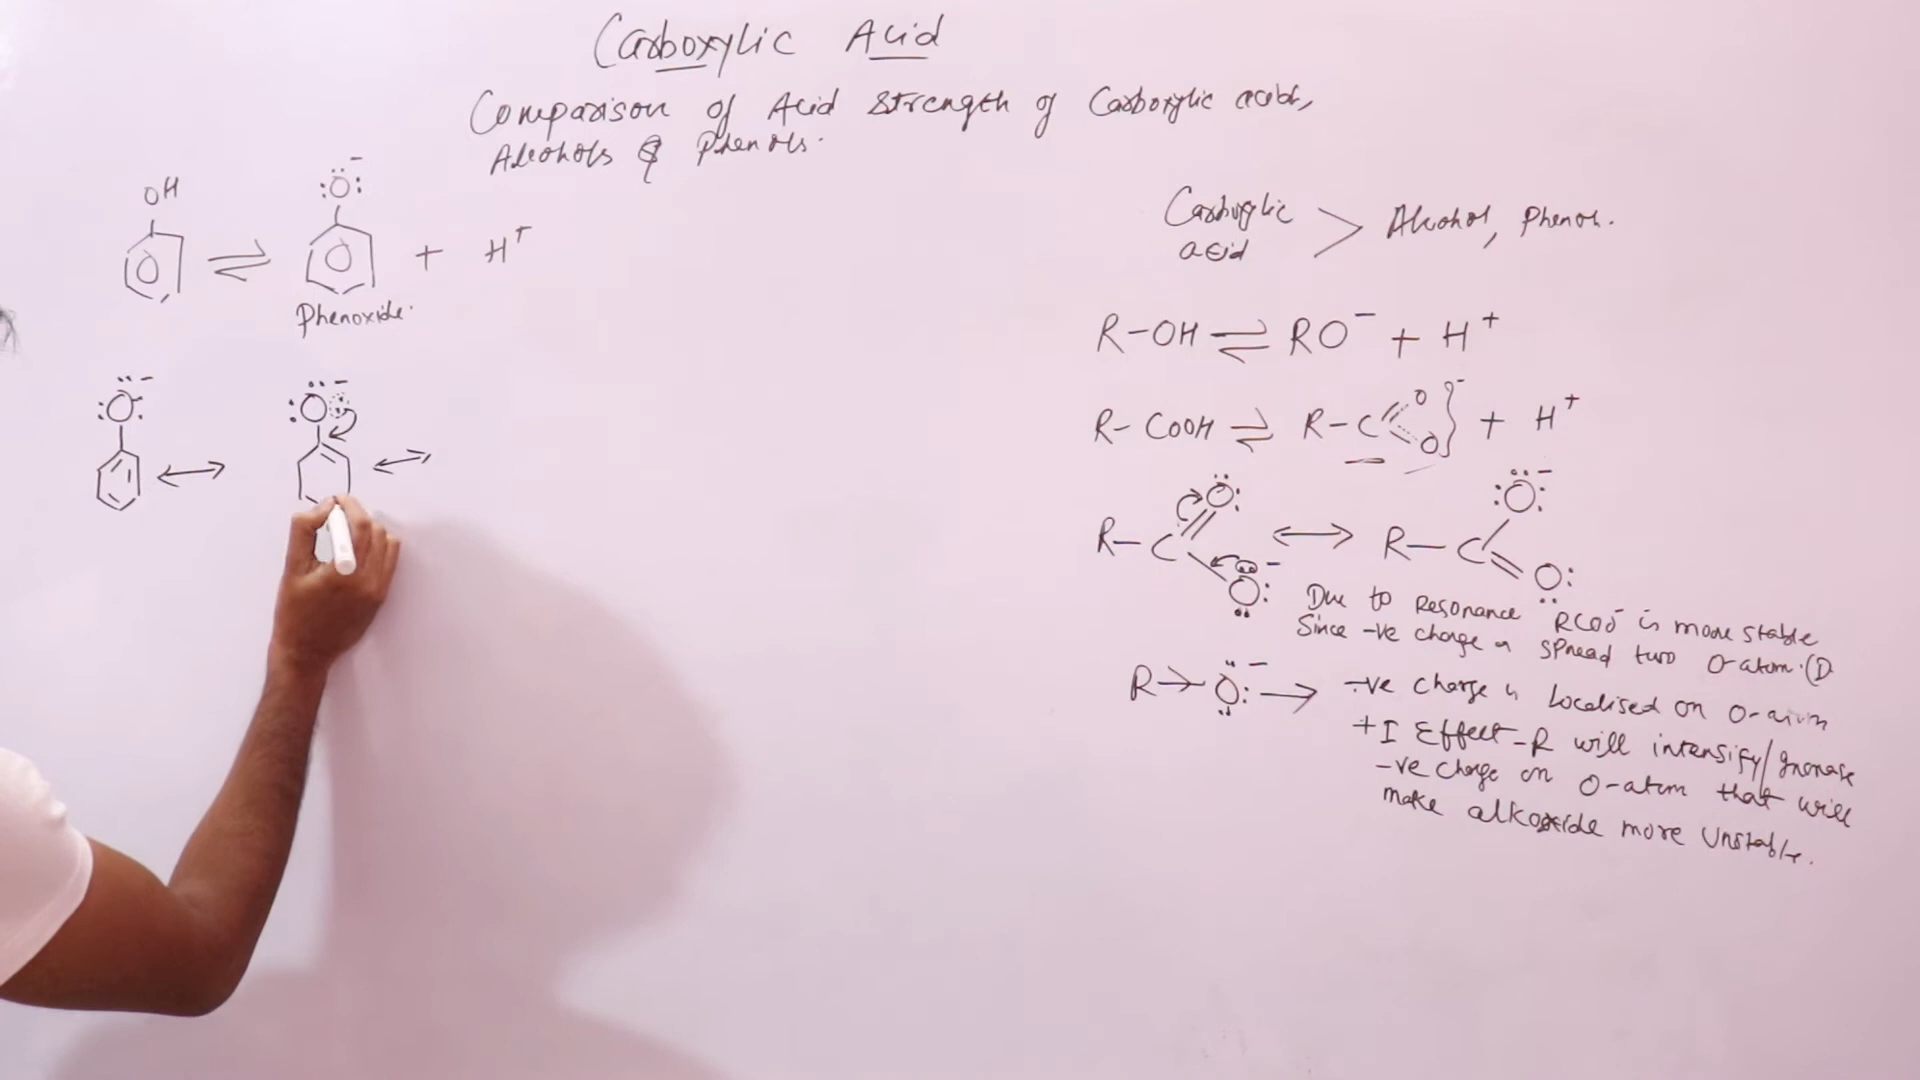 Carboxylic Acid
Comparison of Acid Strength of Carboxylic acids,
Alcohols & Phenols.
OH
:Ö: −
+ H+
Phenoxide.
:Ö: −
:Ö: −
Carboxylic acid > Alcohol, Phenol.
R-OH ⇌ RO− + H+
R- COOH ⇌ R-C O O − + H+
R-C Ö: Ö: − ⟷ R-C :Ö: − Ö:
Due to Resonance RCOO− is more stable
Since -ve charge is spread two O-atom.(D
R → Ö: − → -ve charge is Localised on O-atom
+I Effect -R will intensify/Increase
-ve charge on O-atom that will
make alkoxide more Unstable.